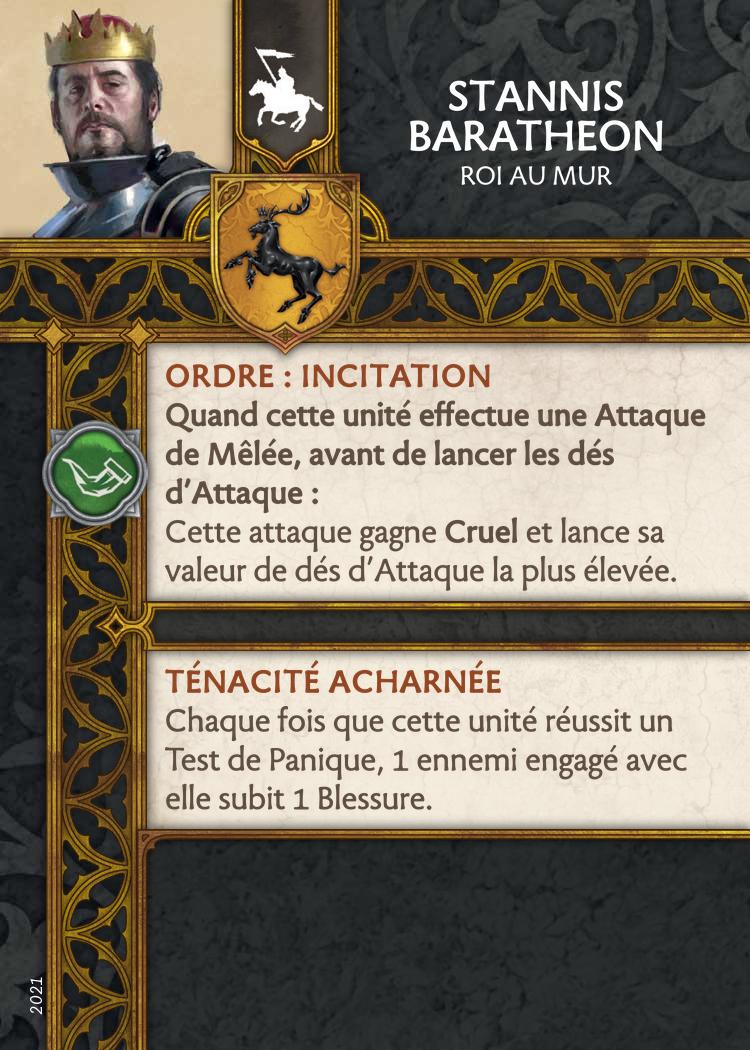 STANNIS
BARATHEON
ROI AU MUR
ORDRE : INCITATION
Quand cette unité effectue une Attaque
de Mêlée, avant de lancer les dés
d'Attaque :
Cette attaque gagne Cruel et lance sa
valeur de dés d'Attaque la plus élevée.
TÉNACITÉ ACHARNÉE
Chaque fois que cette unité réussit un
Test de Panique, 1 ennemi engagé avec
elle subit 1 Blessure.
2021